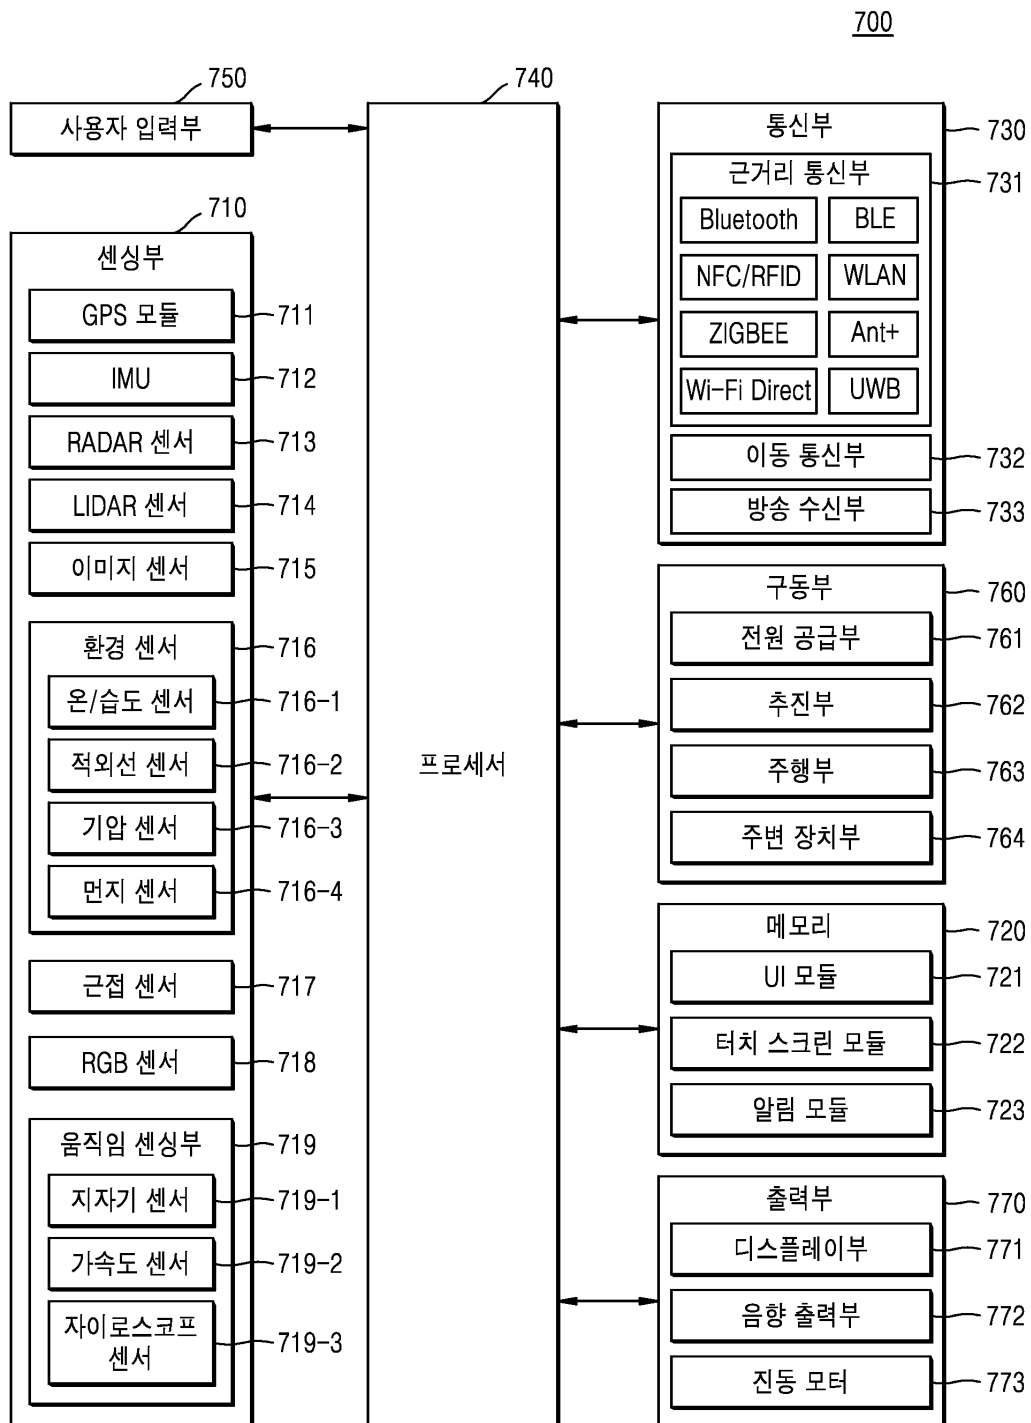 700
750
사용자 입력부
710
센싱부
GPS 모듈
711
IMU
712
RADAR 센서
713
LIDAR 센서
714
이미지 센서
715
환경 센서
716
온/습도 센서
716-1
적외선 센서
716-2
기압 센서
716-3
먼지 센서
716-4
근접 센서
717
RGB 센서
718
움직임 센싱부
719
지자기 센서
719-1
가속도 센서
719-2
자이로스코프
센서
719-3
740
프로세서
통신부
730
근거리 통신부
731
Bluetooth
BLE
NFC/RFID
WLAN
ZIGBEE
Ant+
Wi-Fi Direct
UWB
이동 통신부
732
방송 수신부
733
구동부
760
전원 공급부
761
추진부
762
주행부
763
주변 장치부
764
메모리
720
UI 모듈
721
터치 스크린 모듈
722
알림 모듈
723
출력부
770
디스플레이부
771
음향 출력부
772
진동 모터
773